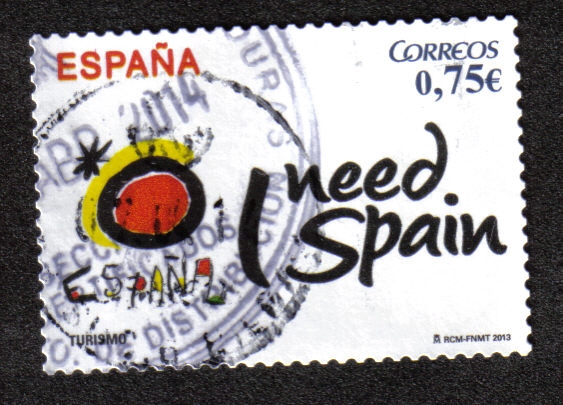 ESPAÑA
CORREOS
0,75€
ABR 2014
I need
Spain
ESPAÑA
TURISMO
RCM-FNMT 2013